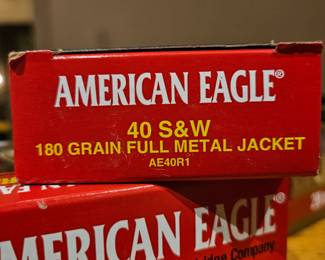 AMERICAN EAGLE®
40 S&W
180 GRAIN FULL METAL JACKET
AE40R1
AMERICAN EAGLE®
Company